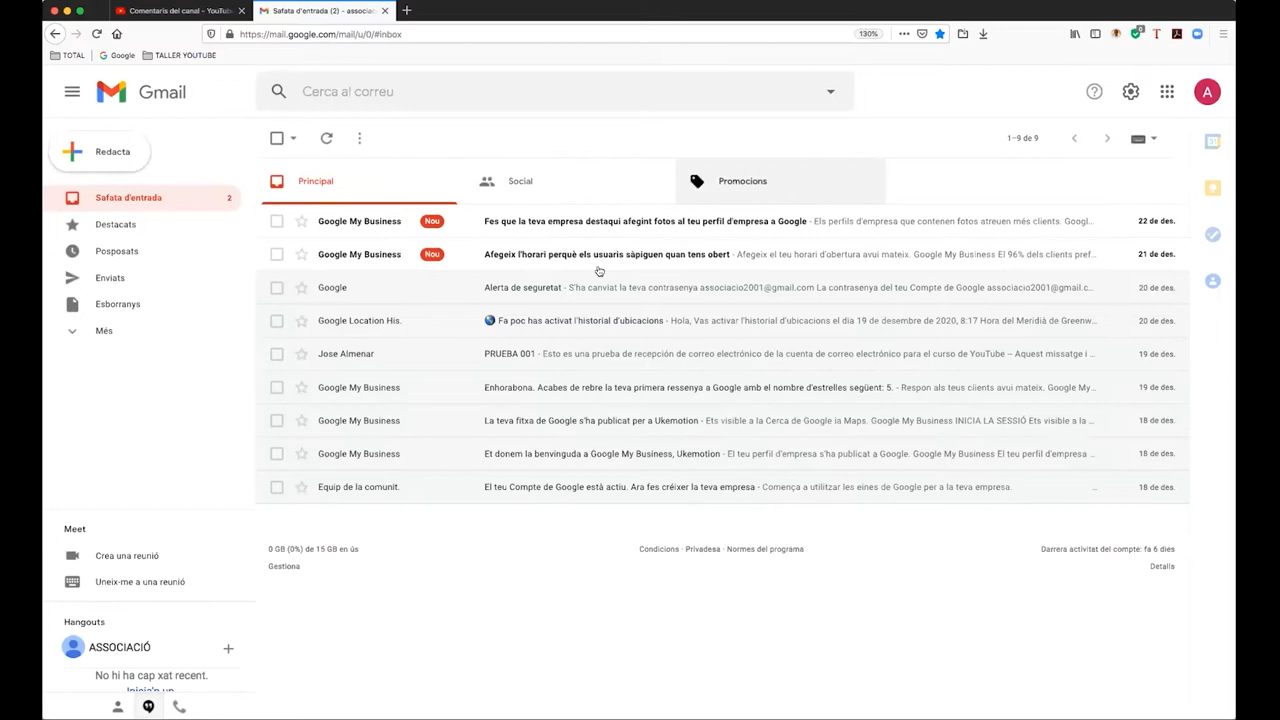 Comentaris del canal - YouTub
Safata d'entrada (2) - associac
https://mail.google.com/mail/u/0/#inbox
130%
TOTAL
Google
TALLER YOUTUBE
Gmail
Cerca al correu
A
Redacta
1–9 de 9
Safata d'entrada 2
Destacats
Posposats
Enviats
Esborranys
Més
Principal
Social
Promocions
Google My Business Nou Fes que la teva empresa destaqui afegint fotos al teu perfil d'empresa a Google - Els perfils d'empresa que contenen fotos atreuen més clients. Googl... 22 de des.
Google My Business Nou Afegeix l'horari perquè els usuaris sàpiguen quan tens obert - Afegeix el teu horari d'obertura avui mateix. Google My Business El 96% dels clients pref... 21 de des.
Google Alerta de seguretat - S'ha canviat la teva contrasenya associacio2001@gmail.com La contrasenya del teu Compte de Google associacio2001@gmail.c... 20 de des.
Google Location His. Fa poc has activat l'historial d'ubicacions - Hola, Vas activar l'historial d'ubicacions el dia 19 de desembre de 2020, 8:17 Hora del Meridià de Greenw... 20 de des.
Jose Almenar PRUEBA 001 - Esto es una prueba de recepción de correo electrónico de la cuenta de correo electrónico para el curso de YouTube -- Aquest missatge i ... 19 de des.
Google My Business Enhorabona. Acabes de rebre la teva primera ressenya a Google amb el nombre d'estrelles següent: 5. - Respon als teus clients avui mateix. Google My... 19 de des.
Google My Business La teva fitxa de Google s'ha publicat per a Ukemotion - Ets visible a la Cerca de Google ia Maps. Google My Business INICIA LA SESSIÓ Ets visible a la... 18 de des.
Google My Business Et donem la benvinguda a Google My Business, Ukemotion - El teu perfil d'empresa s'ha publicat a Google. Google My Business El teu perfil d'empresa ... 18 de des.
Equip de la comunit. El teu Compte de Google està actiu. Ara fes créixer la teva empresa - Comença a utilitzar les eines de Google per a la teva empresa. ... 18 de des.
0 GB (0%) de 15 GB en ús
Gestiona
Condicions · Privadesa · Normes del programa
Darrera activitat del compte: fa 6 dies
Detalls
Meet
Crea una reunió
Uneix-me a una reunió
Hangouts
ASSOCIACIÓ
No hi ha cap xat recent.
Inicia'n un